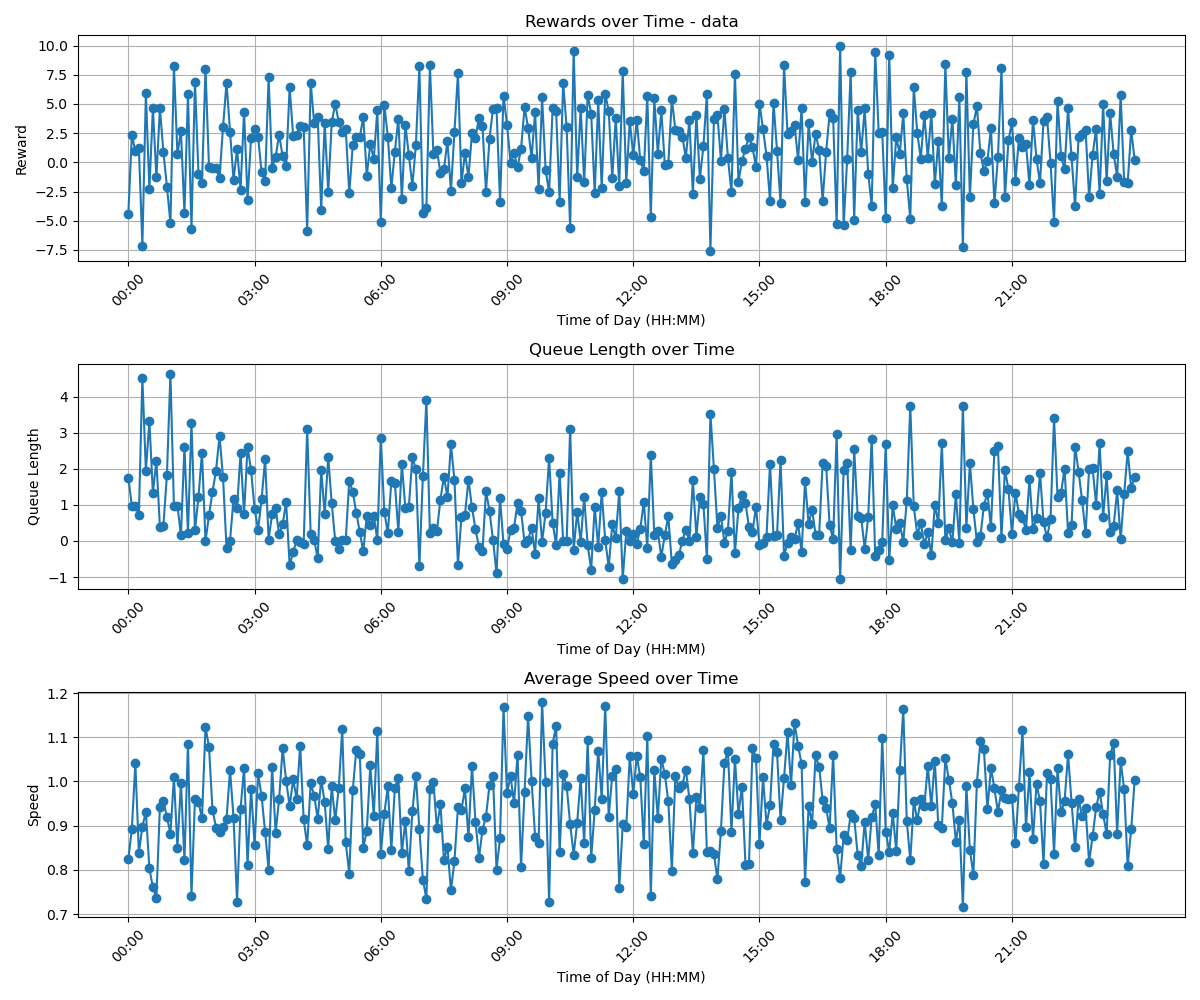 Rewards over Time - data
10.0
7.5
5.0
2.5
0.0
−2.5
−5.0
−7.5
Reward
00:00 03:00 06:00 09:00 12:00 15:00 18:00 21:00
Time of Day (HH:MM)
Queue Length over Time
4
3
2
1
0
−1
Queue Length
00:00 03:00 06:00 09:00 12:00 15:00 18:00 21:00
Time of Day (HH:MM)
Average Speed over Time
1.2
1.1
1.0
0.9
0.8
0.7
Speed
00:00 03:00 06:00 09:00 12:00 15:00 18:00 21:00
Time of Day (HH:MM)